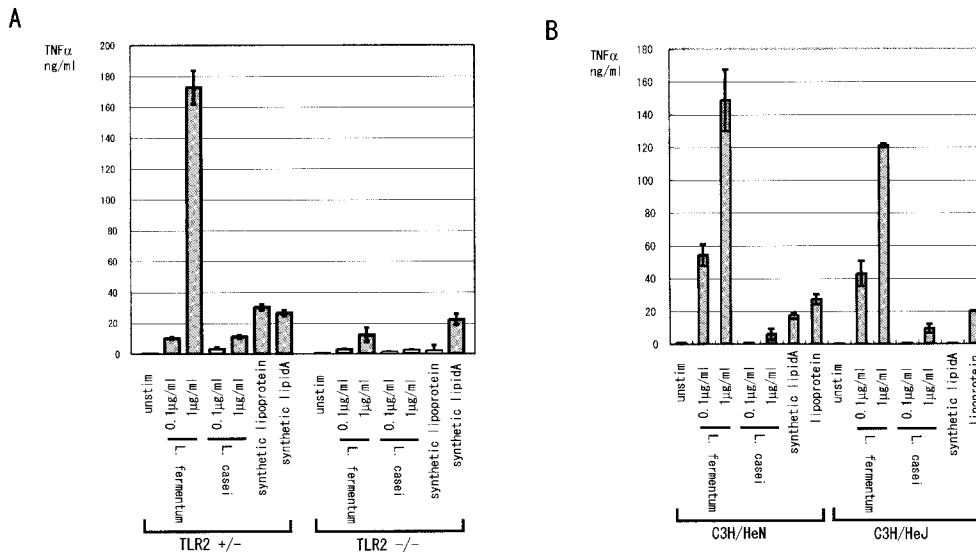 A
TNFα
ng/ml
200
180
160
140
120
100
80
60
40
20
0
unstim
0.1μg/ml
1μg/ml
0.1μg/ml
1μg/ml
synthetic lipoprotein
synthetic lipidA
unstim
0.1μg/ml
1μg/ml
0.1μg/ml
1μg/ml
synthetic lipoprotein
synthetic lipidA
L. fermentum
L. casei
L. fermentum
L. casei
TLR2 +/-
TLR2 -/-
B
TNFα
ng/ml
180
160
140
120
100
80
60
40
20
0
unstim
0.1μg/ml
1μg/ml
0.1μg/ml
1μg/ml
synthetic lipidA
lipoprotein
unstim
0.1μg/ml
1μg/ml
0.1μg/ml
1μg/ml
synthetic lipidA
lipoprotein
L. fermentum
L. casei
L. fermentum
L. casei
C3H/HeN
C3H/HeJ